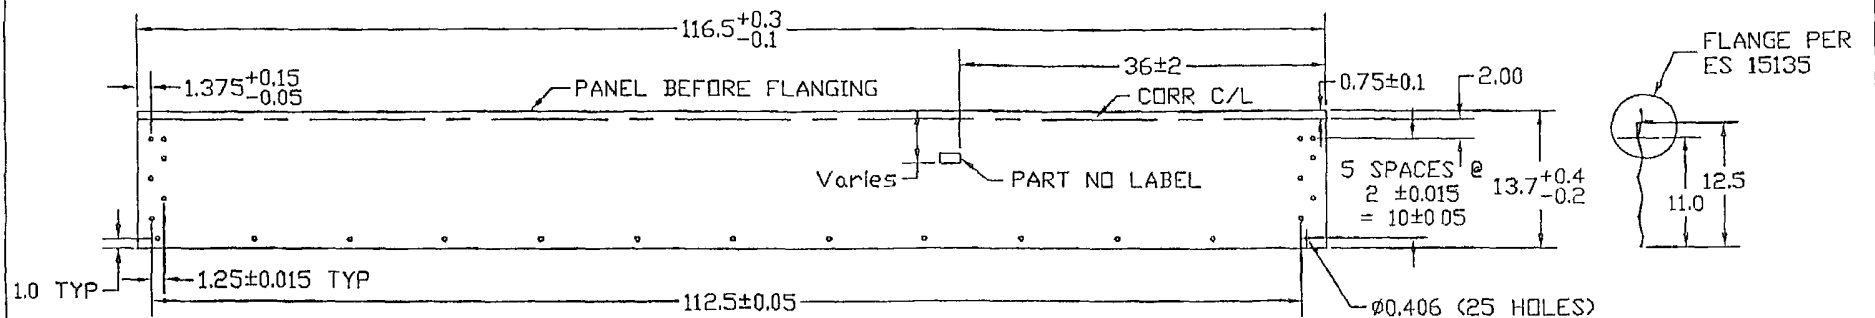 116.5+0.3
-0.1
FLANGE PER
ES 15135
36±2
1.375+0.15
-0.05
PANEL BEFORE FLANGING
CORR C/L
0.75±0.1
2.00
Varies
PART NO LABEL
5 SPACES @
2 ±0.015
= 10±0 05
13.7+0.4
-0.2
11.0
12.5
1.0 TYP
1.25±0.015 TYP
112.5±0.05
Ø0.406 (25 HOLES)